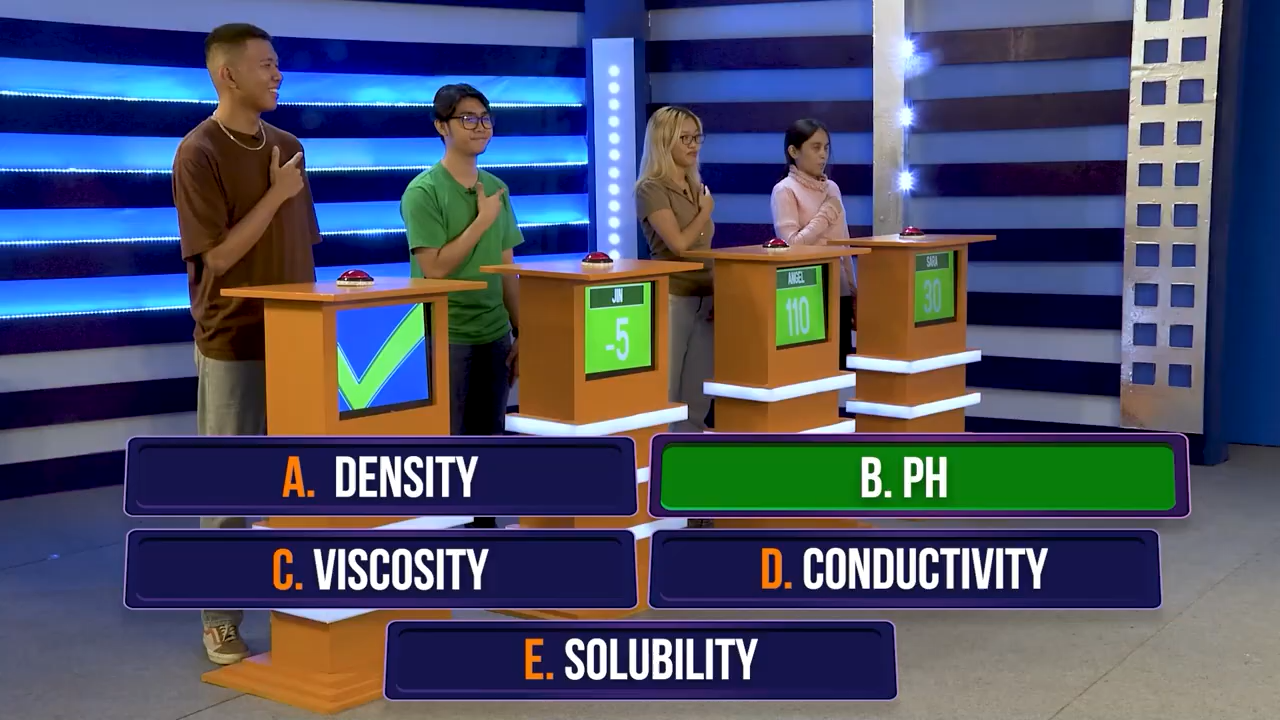 JIN
-5
ANGEL
110
SARA
30
A. DENSITY
B. PH
C. VISCOSITY
D. CONDUCTIVITY
E. SOLUBILITY